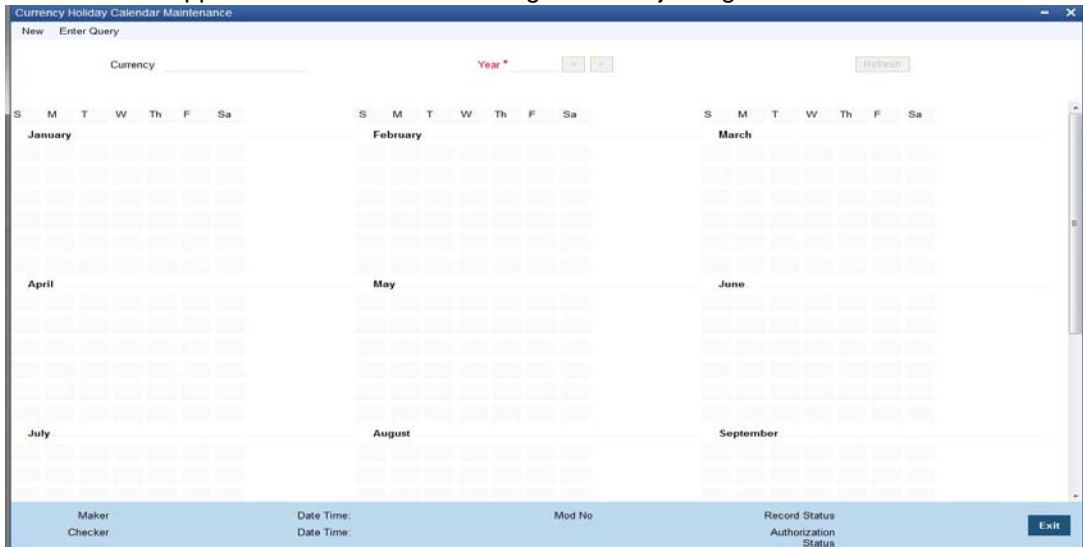 Currency Holiday Calendar Maintenance
New Enter Query
Currency Year * Refresh
S M T W Th F Sa S M T W Th F Sa S M T W Th F Sa
January February March
April May June
July August September
Maker Date Time: Mod No Record Status
Checker Date Time: Authorization Status
Exit